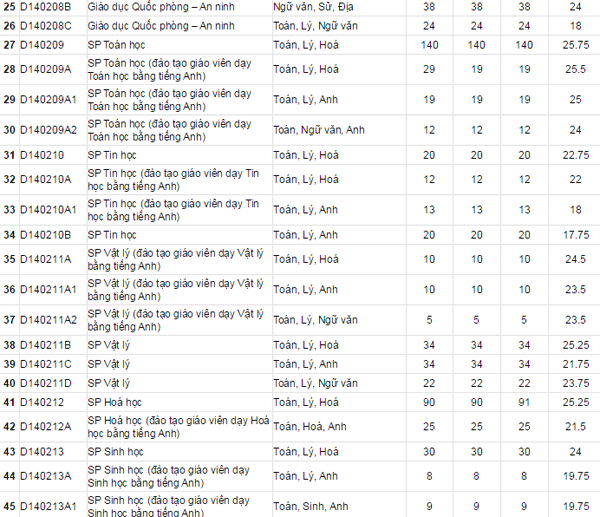 25 D140208B Giáo dục Quốc phòng – An ninh Ngữ văn, Sử, Địa 38 38 38 24
26 D140208C Giáo dục Quốc phòng – An ninh Toán, Lý, Ngữ văn 24 24 24 18
27 D140209 SP Toán học Toán, Lý, Hoá 140 140 140 25.75
28 D140209A SP Toán học (đào tạo giáo viên dạy
Toán học bằng tiếng Anh) Toán, Lý, Hoá 29 19 19 25.5
29 D140209A1 SP Toán học (đào tạo giáo viên dạy
Toán học bằng tiếng Anh) Toán, Lý, Anh 19 19 19 25
30 D140209A2 SP Toán học (đào tạo giáo viên dạy
Toán học bằng tiếng Anh) Toán, Ngữ văn, Anh 12 12 12 24
31 D140210 SP Tin học Toán, Lý, Hoá 20 20 20 22.75
32 D140210A SP Tin học (đào tạo giáo viên dạy Tin
học bằng tiếng Anh) Toán, Lý, Hoá 12 12 12 22
33 D140210A1 SP Tin học (đào tạo giáo viên dạy Tin
học bằng tiếng Anh) Toán, Lý, Anh 13 13 13 18
34 D140210B SP Tin học Toán, Lý, Anh 20 20 20 17.75
35 D140211A SP Vật lý (đào tạo giáo viên dạy Vật lý
bằng tiếng Anh) Toán, Lý, Hoá 10 10 10 24.5
36 D140211A1 SP Vật lý (đào tạo giáo viên dạy Vật lý
bằng tiếng Anh) Toán, Lý, Anh 10 10 10 23.5
37 D140211A2 SP Vật lý (đào tạo giáo viên dạy Vật lý
bằng tiếng Anh) Toán, Lý, Ngữ văn 5 5 5 23.5
38 D140211B SP Vật lý Toán, Lý, Hoá 34 34 34 25.25
39 D140211C SP Vật lý Toán, Lý, Anh 34 34 34 21.75
40 D140211D SP Vật lý Toán, Lý, Ngữ văn 22 22 22 23.75
41 D140212 SP Hoá học Toán, Lý, Hoá 90 90 91 25.25
42 D140212A SP Hoá học (đào tạo giáo viên dạy Hoá
học bằng tiếng Anh) Toán, Hoá, Anh 25 25 25 21.5
43 D140213 SP Sinh học Toán, Lý, Hoá 30 30 30 24
44 D140213A SP Sinh học (đào tạo giáo viên dạy
Sinh học bằng tiếng Anh) Toán, Lý, Anh 8 8 8 19.75
45 D140213A1 SP Sinh học (đào tạo giáo viên dạy
Sinh học bằng tiếng Anh) Toán, Sinh, Anh 9 9 9 19.75